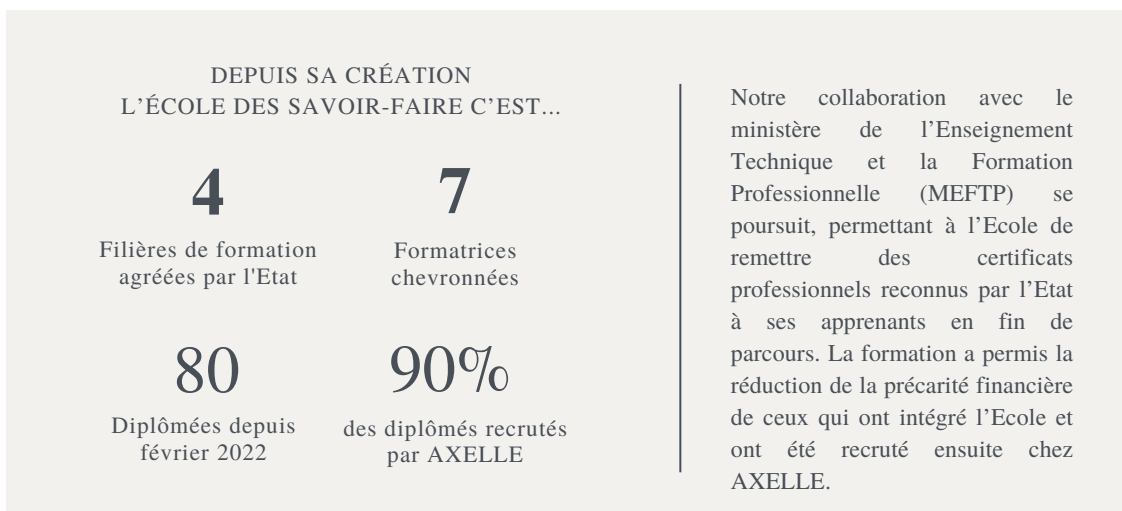 DEPUIS SA CRÉATION
L’ÉCOLE DES SAVOIR-FAIRE C’EST...
4
Filières de formation
agréées par l'Etat
7
Formatrices
chevronnées
80
Diplômées depuis
février 2022
90%
des diplômés recrutés
par AXELLE
Notre collaboration avec le
ministère de l’Enseignement
Technique et la Formation
Professionnelle (MEFTP) se
poursuit, permettant à l’Ecole de
remettre des certificats
professionnels reconnus par l’Etat
à ses apprenants en fin de
parcours. La formation a permis la
réduction de la précarité financière
de ceux qui ont intégré l’Ecole et
ont été recruté ensuite chez
AXELLE.